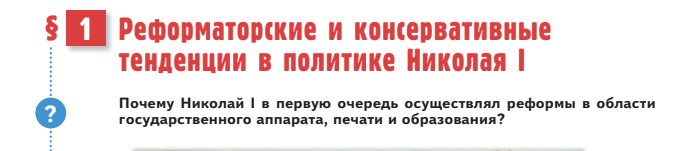 § 1 Реформаторские и консервативные
тенденции в политике Николая I
? Почему Николай I в первую очередь осуществлял реформы в области
государственного аппарата, печати и образования?